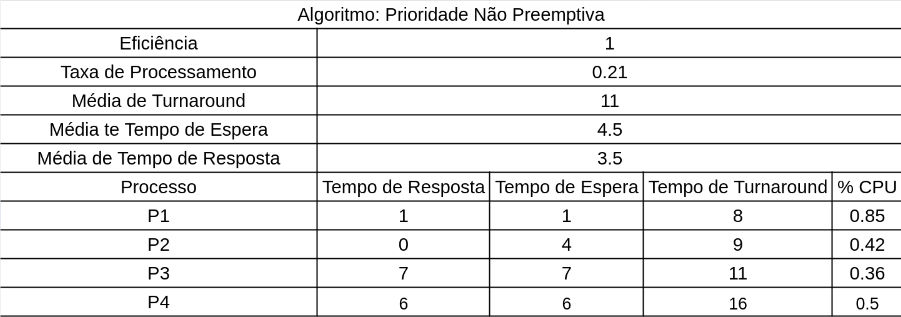 Algoritmo: Prioridade Não Preemptiva
Eficiência 1
Taxa de Processamento 0.21
Média de Turnaround 11
Média te Tempo de Espera 4.5
Média de Tempo de Resposta 3.5
Processo Tempo de Resposta Tempo de Espera Tempo de Turnaround % CPU
P1 1 1 8 0.85
P2 0 4 9 0.42
P3 7 7 11 0.36
P4 6 6 16 0.5